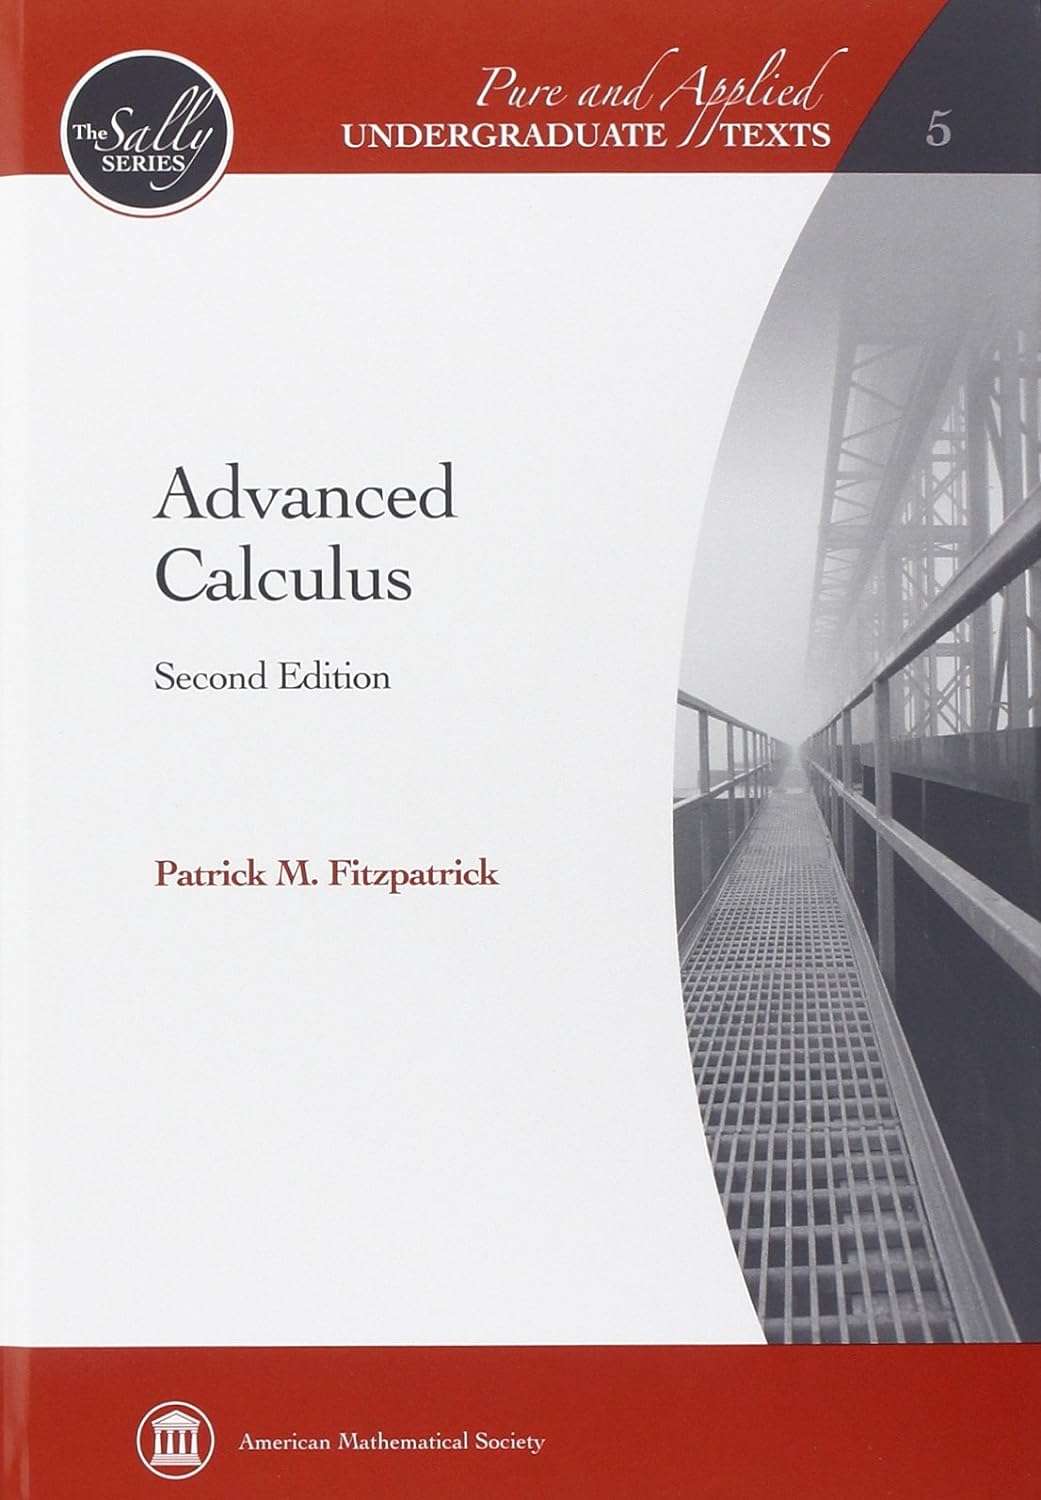 The Sally
SERIES
Pure and Applied
UNDERGRADUATE TEXTS
5
Advanced
Calculus
Second Edition
Patrick M. Fitzpatrick
American Mathematical Society